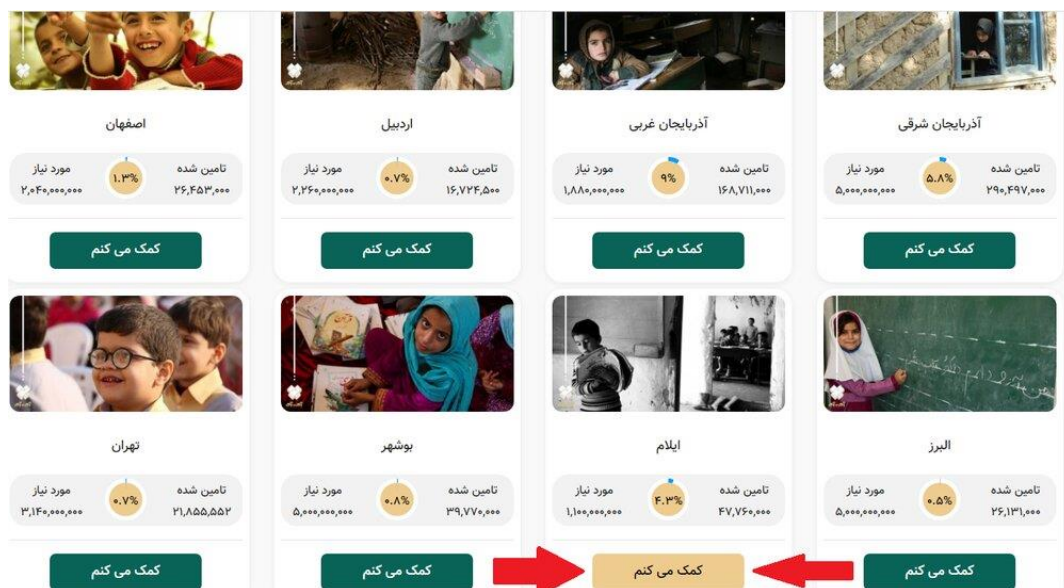 آذربایجان شرقی
تامین شده
مورد نیاز
۲۹۰,۴۹۷,۰۰۰
۵.۸%
۵,۰۰۰,۰۰۰,۰۰۰
کمک می کنم
آذربایجان غربی
تامین شده
مورد نیاز
۱۶۸,۷۱۱,۰۰۰
۹%
۱,۸۸۰,۰۰۰,۰۰۰
کمک می کنم
اردبیل
تامین شده
مورد نیاز
۱۶,۷۲۴,۵۰۰
۰.۷%
۲,۲۶۰,۰۰۰,۰۰۰
کمک می کنم
اصفهان
تامین شده
مورد نیاز
۲۶,۴۵۳,۰۰۰
۱.۳%
۲,۰۴۰,۰۰۰,۰۰۰
کمک می کنم
البرز
تامین شده
مورد نیاز
۲۶,۱۳۱,۰۰۰
۰.۵%
۵,۰۰۰,۰۰۰,۰۰۰
کمک می کنم
ایلام
تامین شده
مورد نیاز
۴۷,۷۶۰,۰۰۰
۴.۳%
۱,۱۰۰,۰۰۰,۰۰۰
کمک می کنم
بوشهر
تامین شده
مورد نیاز
۳۹,۷۷۰,۰۰۰
۰.۸%
۵,۰۰۰,۰۰۰,۰۰۰
کمک می کنم
تهران
تامین شده
مورد نیاز
۲۱,۸۵۵,۵۵۲
۰.۷%
۳,۱۴۰,۰۰۰,۰۰۰
کمک می کنم